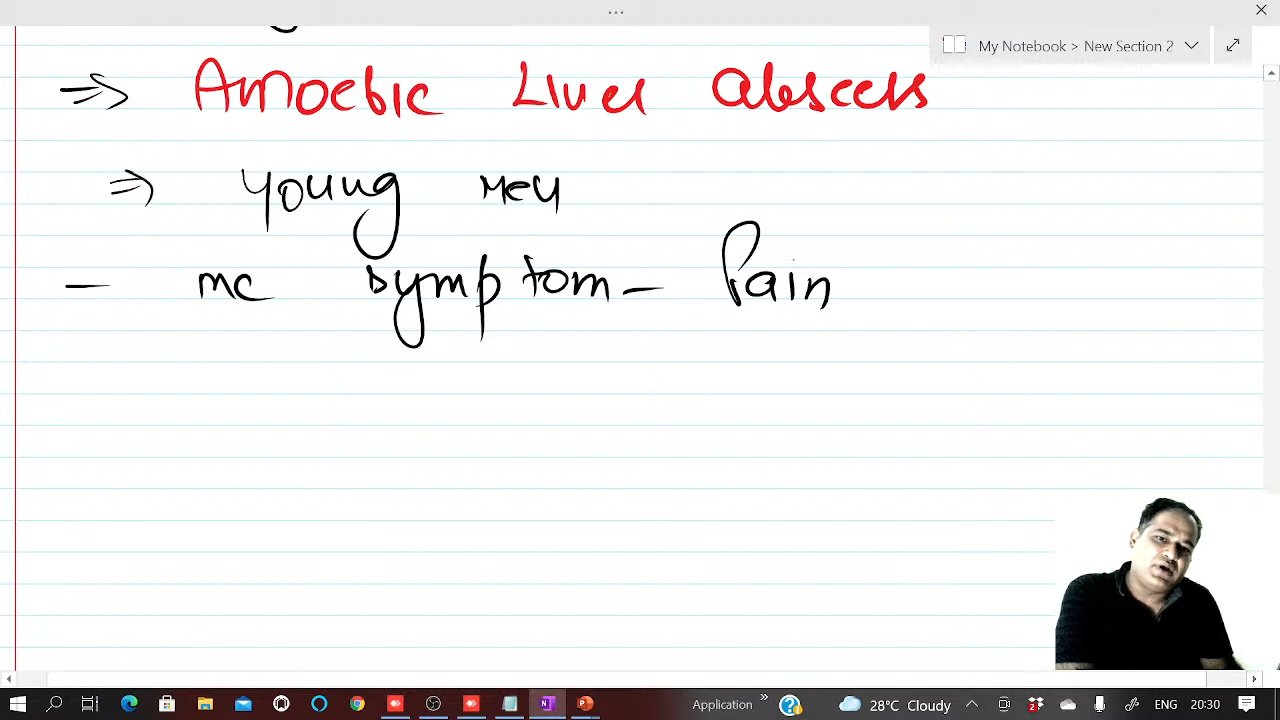 ...
My Notebook > New Section 2
⇒ Amoebic Liver abscess
⇒ young men
- mc symptom - Pain
Application
28°C Cloudy
ENG
20:30